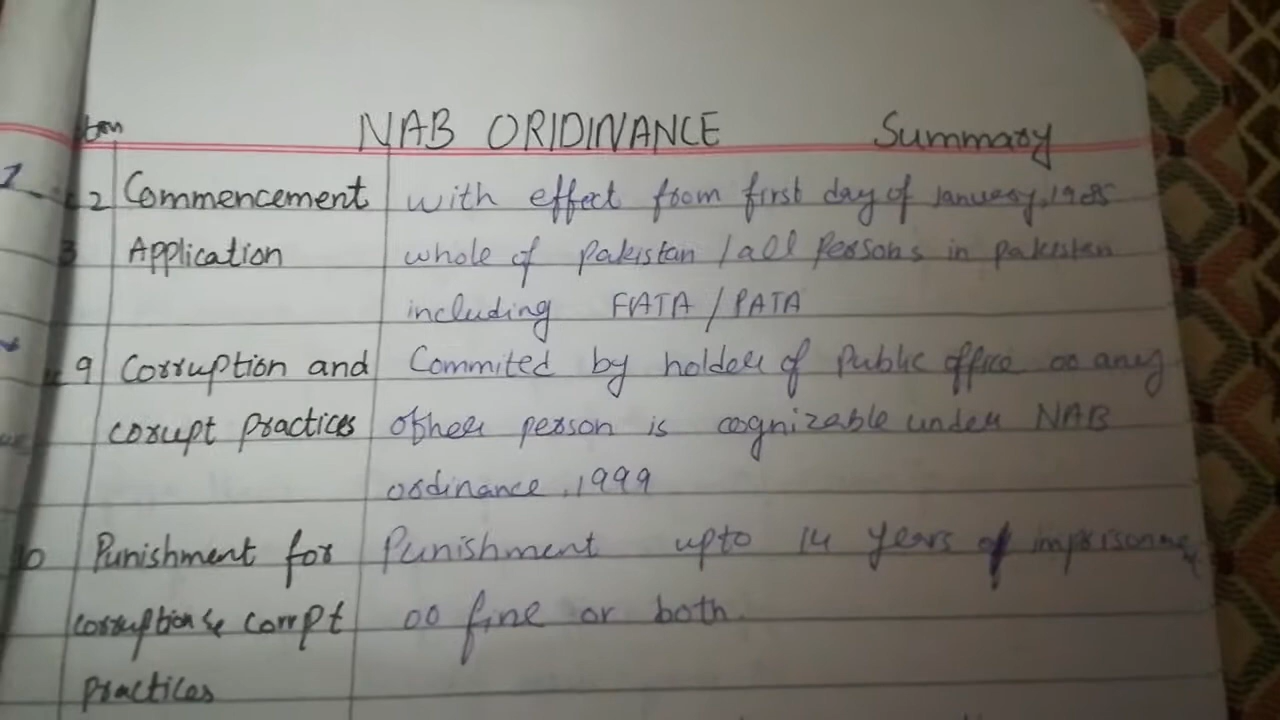 NAB ORIDINANCE Summary
2 Commencement with effect from first day of January, 1985
3 Application whole of pakistan / all persons in pakistan
including FATA / PATA
9 Corruption and Commited by holder of Public office or any
corupt practices other person is cognizable under NAB
ordinance, 1999
10 Punishment for Punishment upto 14 years of
corruption & corrpt or fine or both.
practices